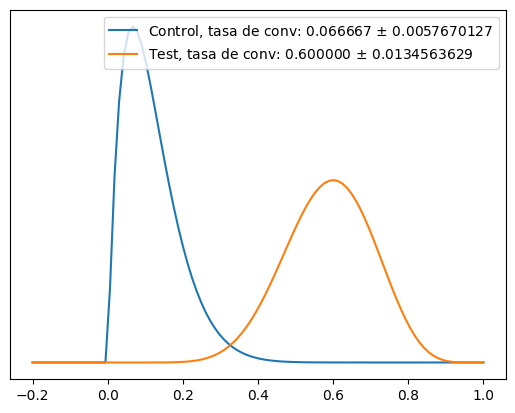 Control, tasa de conv: 0.066667 ± 0.0057670127
Test, tasa de conv: 0.600000 ± 0.0134563629
−0.2 0.0 0.2 0.4 0.6 0.8 1.0